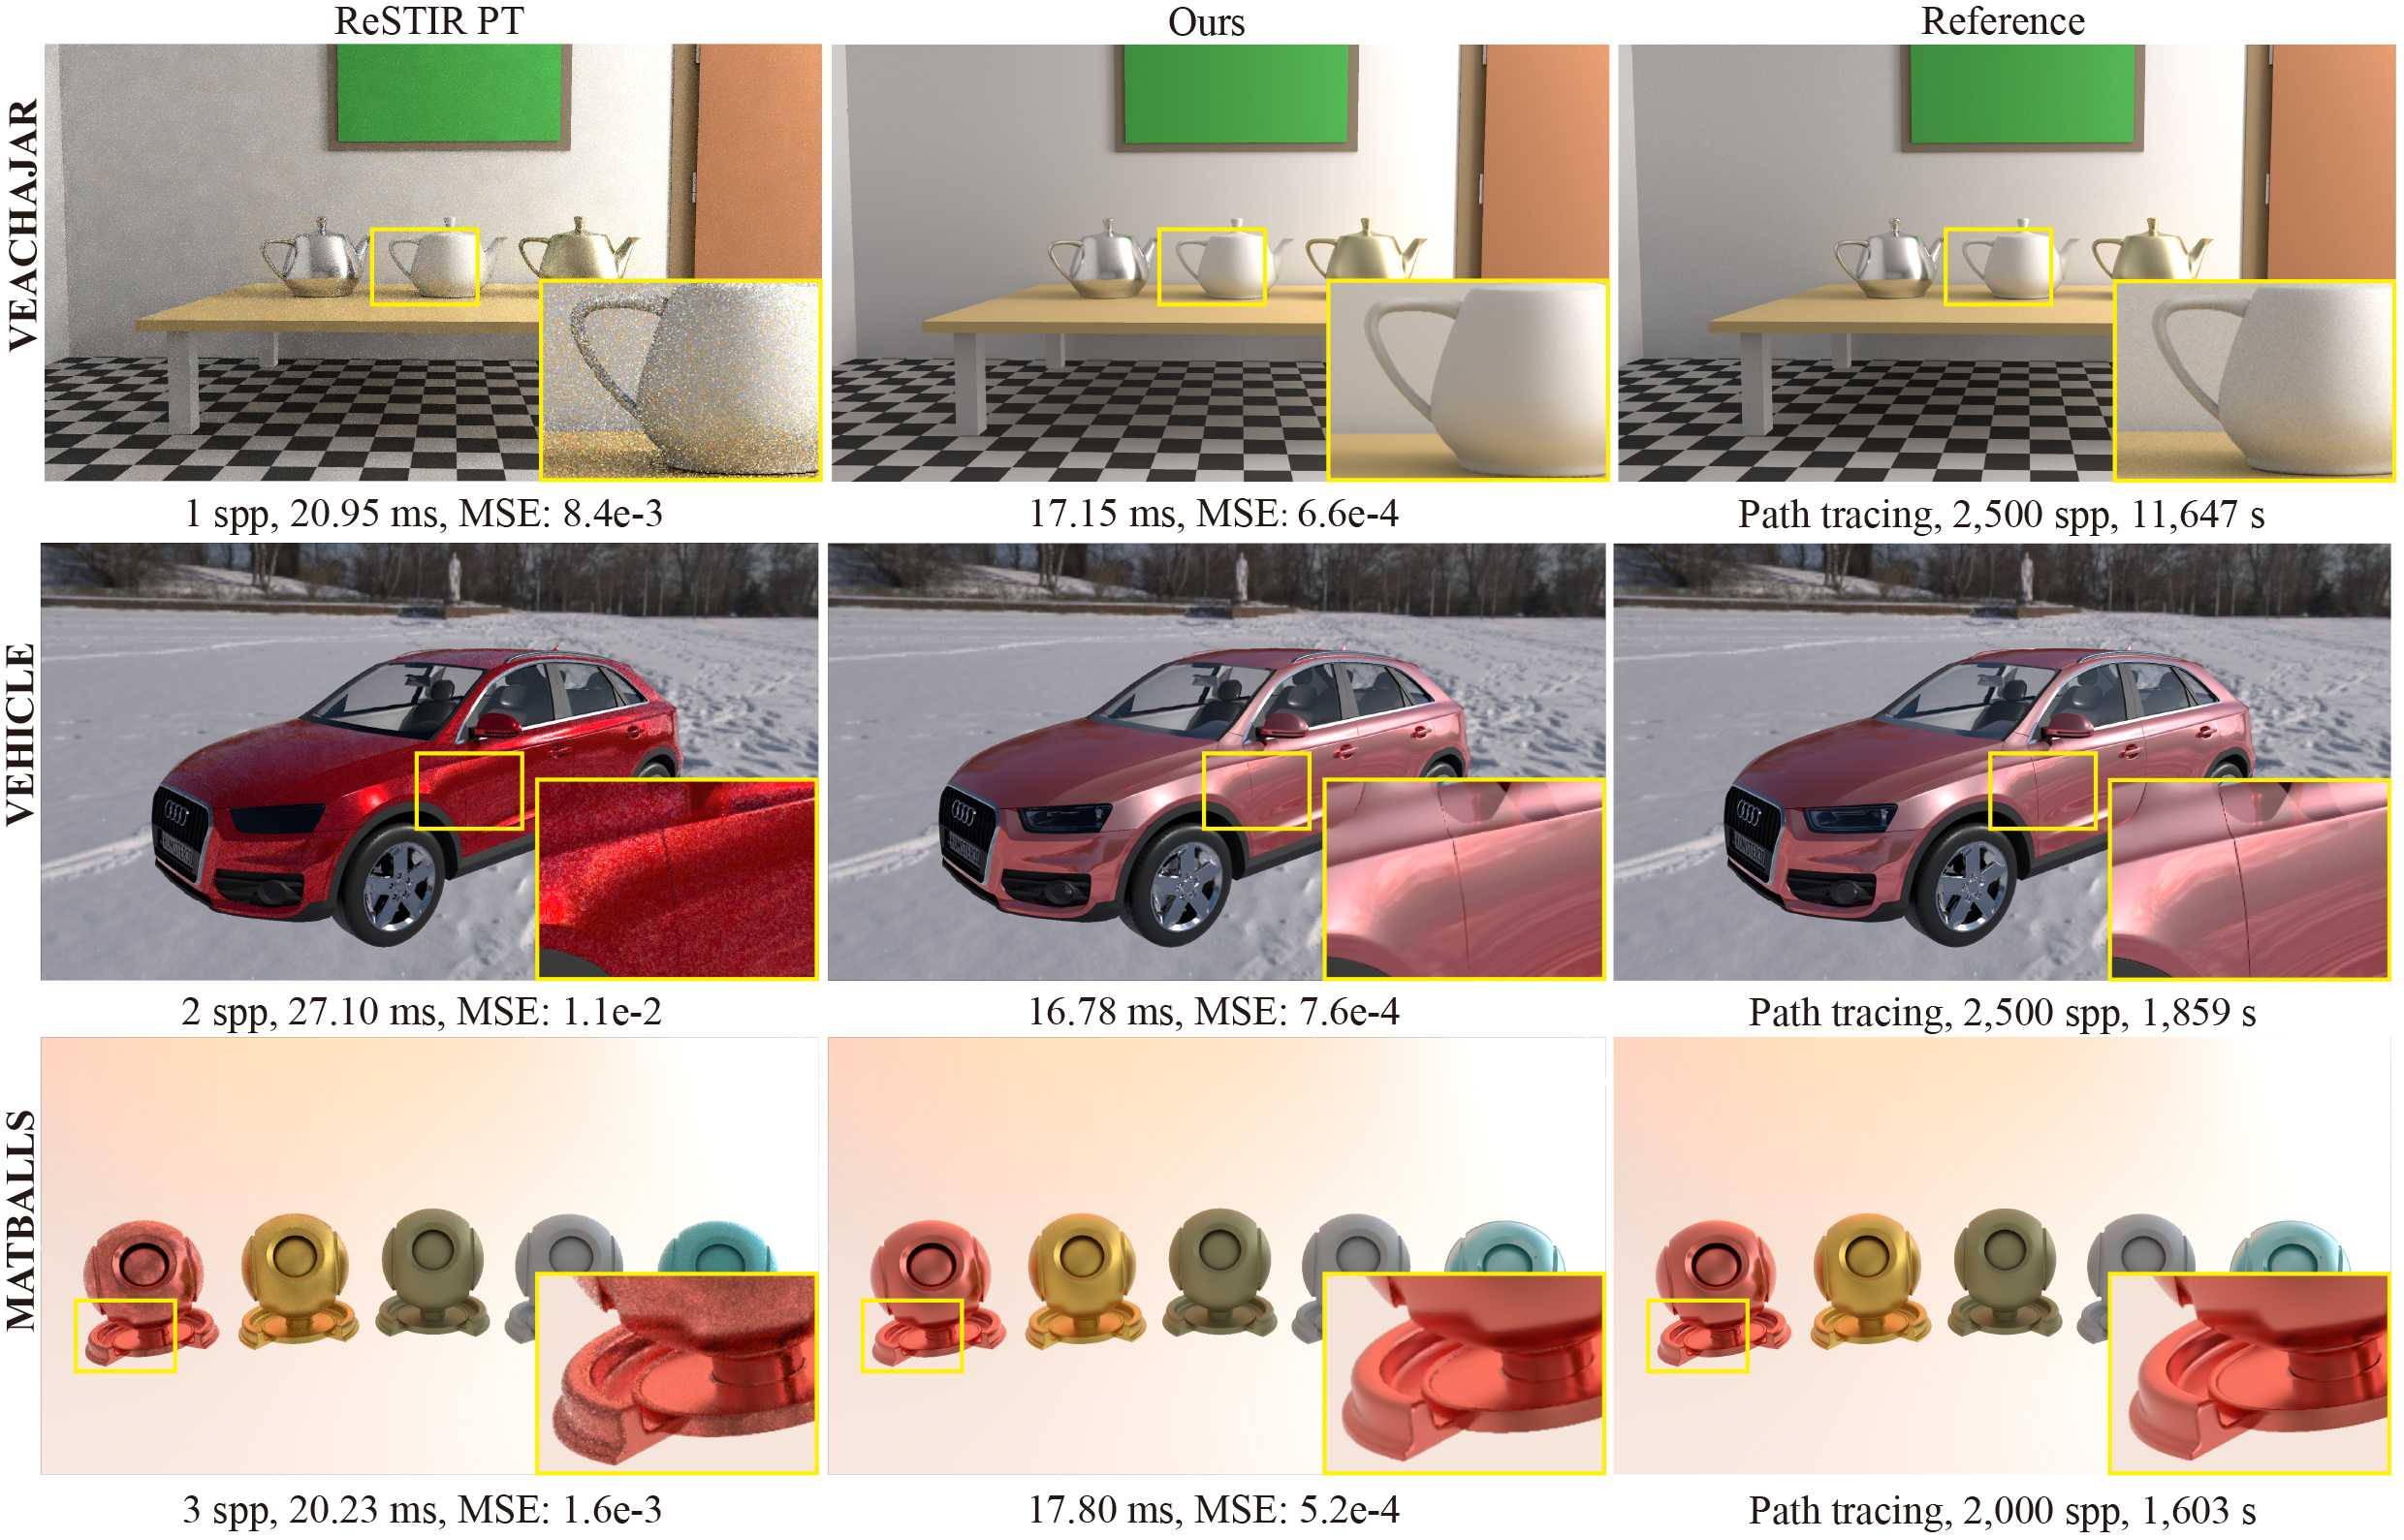 ReSTIR PT
Ours
Reference
VEACHAJAR
1 spp, 20.95 ms, MSE: 8.4e-3
17.15 ms, MSE: 6.6e-4
Path tracing, 2,500 spp, 11,647 s
VEHICLE
2 spp, 27.10 ms, MSE: 1.1e-2
16.78 ms, MSE: 7.6e-4
Path tracing, 2,500 spp, 1,859 s
MATBALLS
3 spp, 20.23 ms, MSE: 1.6e-3
17.80 ms, MSE: 5.2e-4
Path tracing, 2,000 spp, 1,603 s